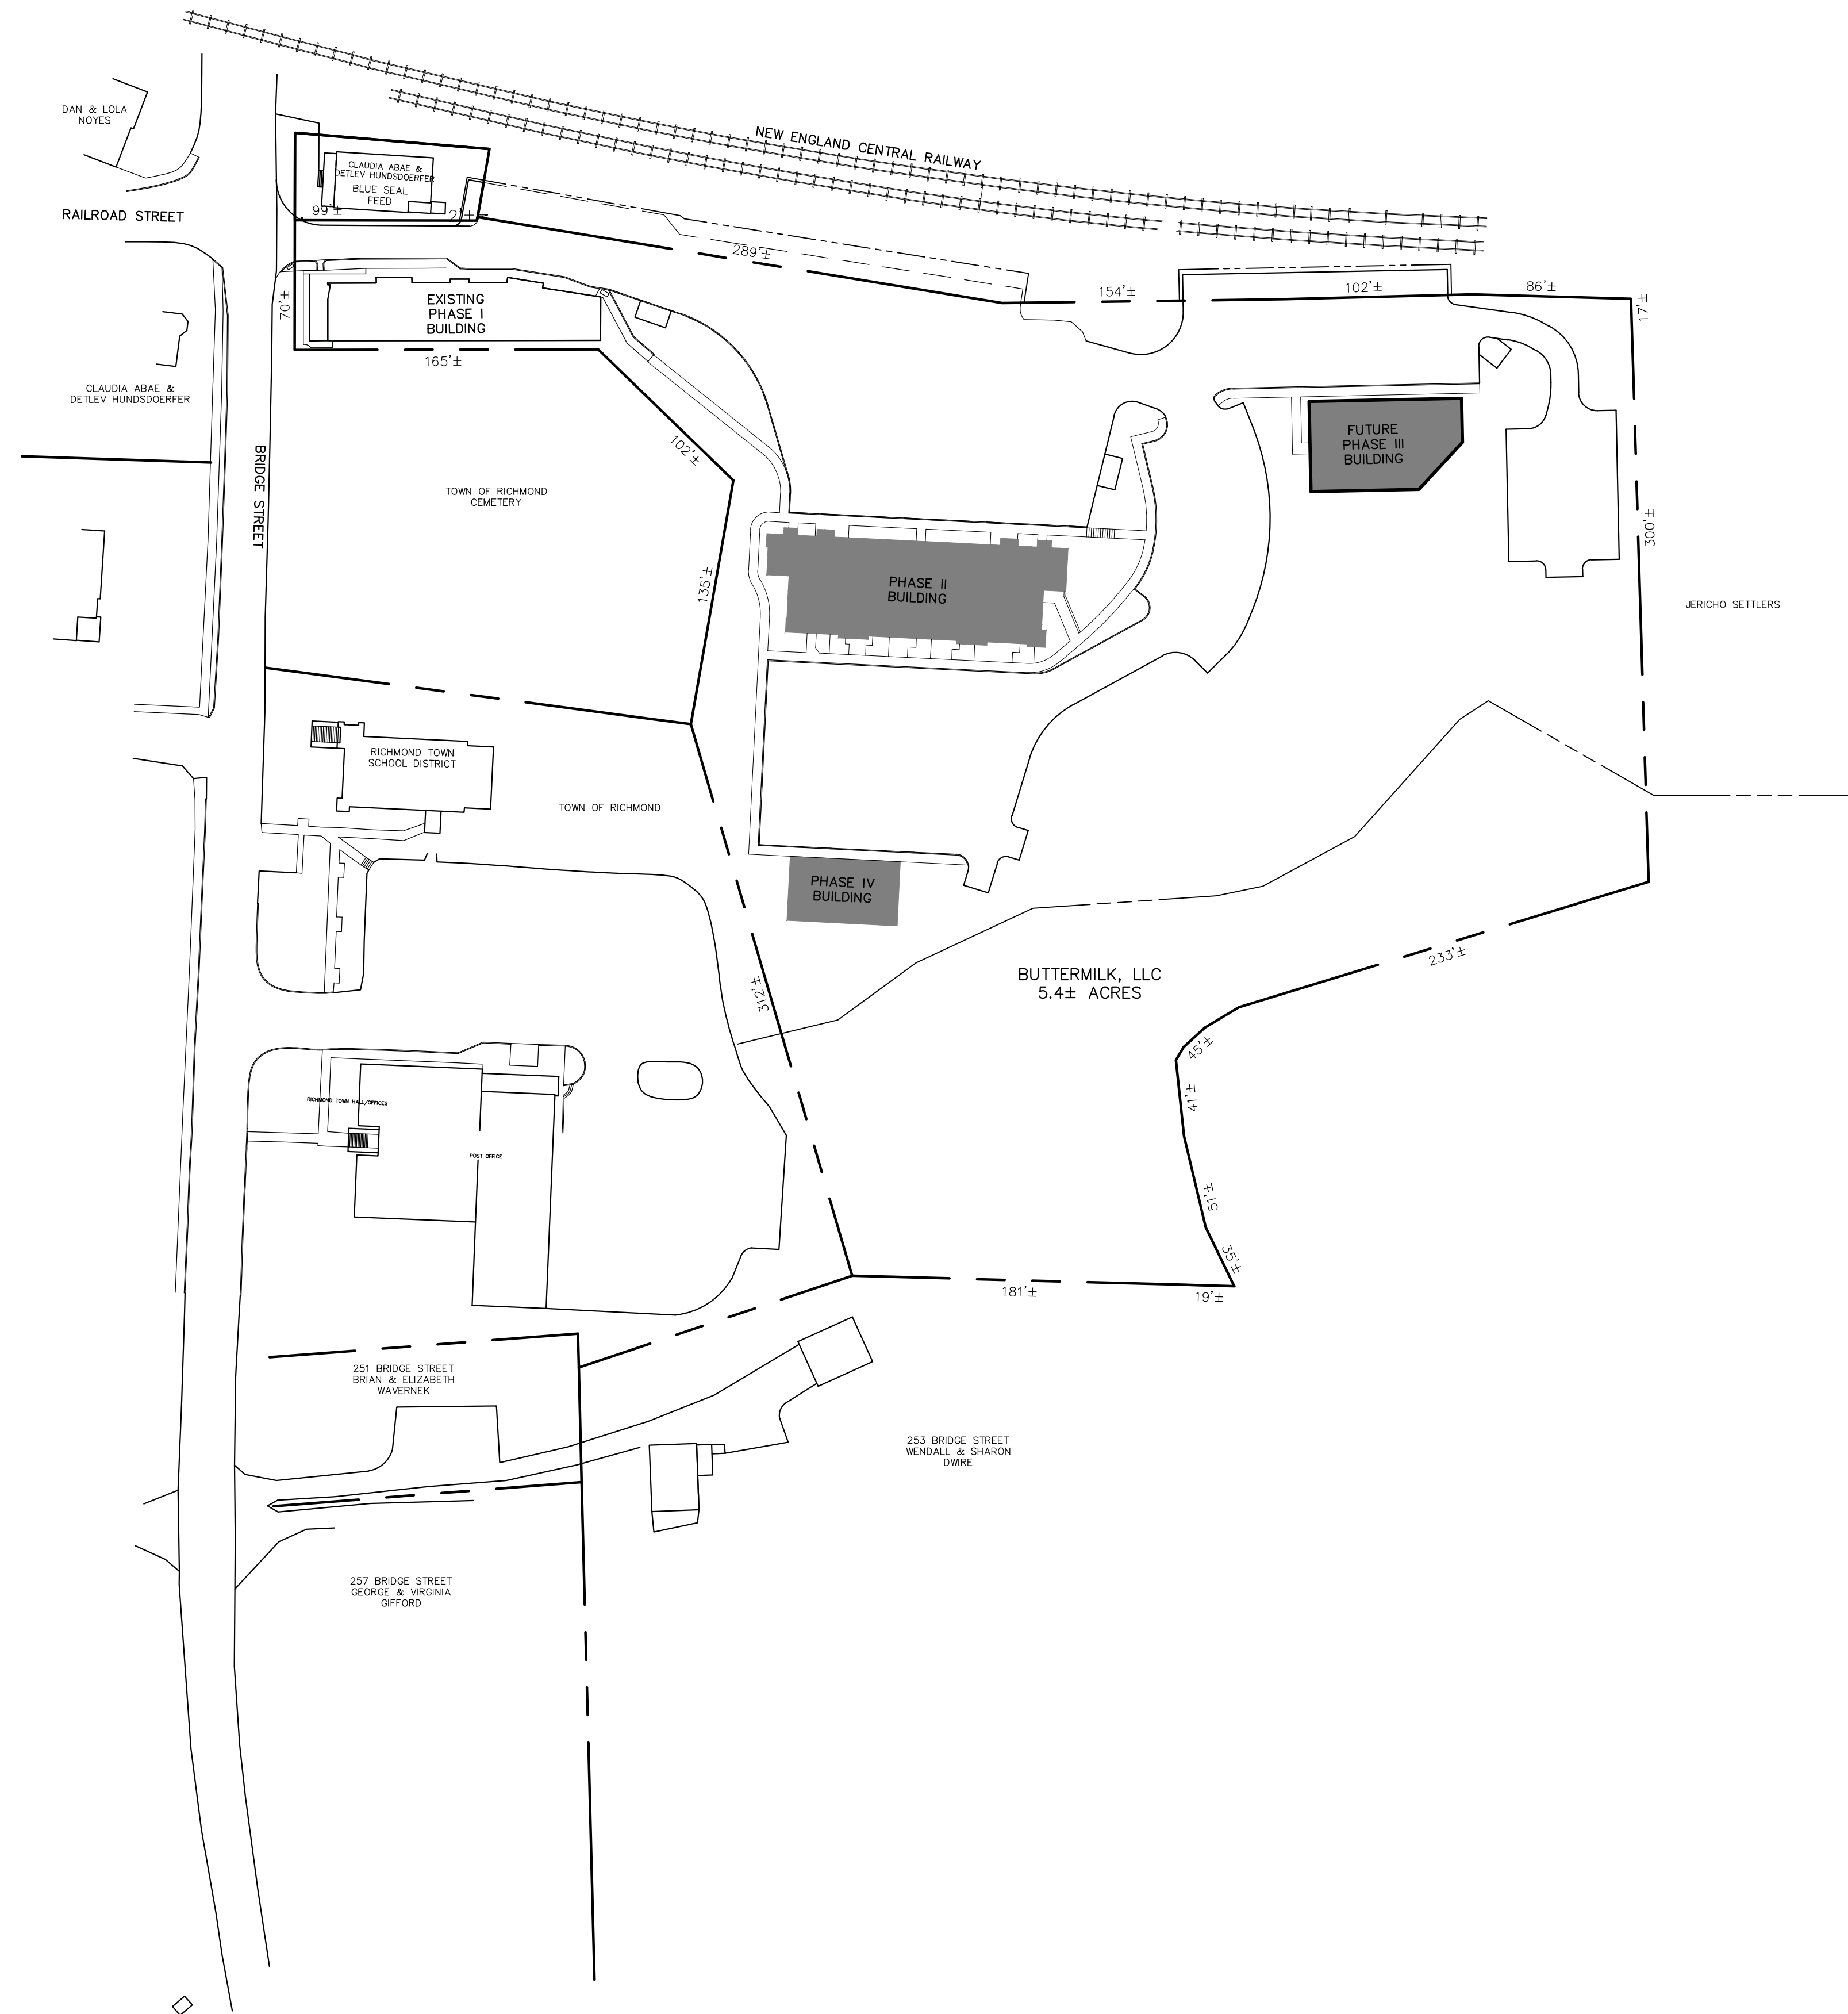 DAN & LOLA
NOYES
RAILROAD STREET
NEW ENGLAND CENTRAL RAILWAY
CLAUDIA ABAE &
DETLEV HUNDSDOERFER
BLUE SEAL
FEED
99'±
21'±
289'±
154'±
102'±
86'±
17'±
70'±
EXISTING
PHASE I
BUILDING
165'±
CLAUDIA ABAE &
DETLEV HUNDSDOERFER
BRIDGE STREET
102'±
TOWN OF RICHMOND
CEMETERY
FUTURE
PHASE III
BUILDING
300'±
135'±
PHASE II
BUILDING
JERICHO SETTLERS
RICHMOND TOWN
SCHOOL DISTRICT
TOWN OF RICHMOND
PHASE IV
BUILDING
233'±
312'±
BUTTERMILK, LLC
5.4± ACRES
45'±
41'±
RICHMOND TOWN HALL/OFFICES
POST OFFICE
51'±
35'±
181'±
19'±
251 BRIDGE STREET
BRIAN & ELIZABETH
WAVERNEK
253 BRIDGE STREET
WENDALL & SHARON
DWIRE
257 BRIDGE STREET
GEORGE & VIRGINIA
GIFFORD